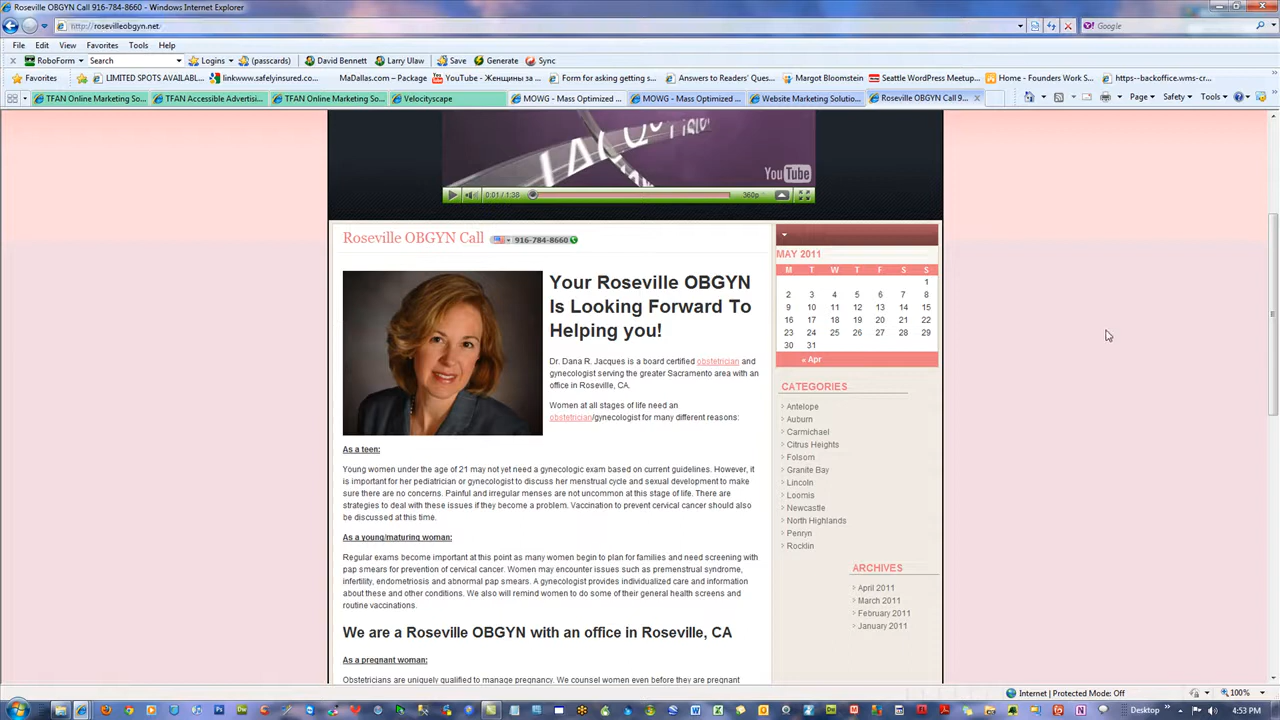 Roseville OBGYN Call 916-784-8660 - Windows Internet Explorer
http://rosevilleobgyn.net/
Google
File Edit View Favorites Tools Help
RoboForm Search Logins (passcards) David Bennett Larry Ulaw Save Generate Sync
Favorites LIMITED SPOTS AVAILABL... linkwww.safelyinsured.co... MaDallas.com – Package YouTube - Женщины за ... Form for asking getting s... Answers to Readers' Ques... Margot Bloomstein Seattle WordPress Meetup... Home - Founders Work S... https--backoffice.wms-cr...
TFAN Online Marketing So... TFAN Accessible Advertisi... TFAN Online Marketing So... Velocityscape MOWG - Mass Optimized ... MOWG - Mass Optimized ... Website Marketing Solutio... Roseville OBGYN Call 9...
Page Safety Tools
YouTube
0:01 / 1:38 360p
Roseville OBGYN Call 916-784-8660
Your Roseville OBGYN
Is Looking Forward To
Helping you!
Dr. Dana R. Jacques is a board certified obstetrician and
gynecologist serving the greater Sacramento area with an
office in Roseville, CA.
Women at all stages of life need an
obstetrician/gynecologist for many different reasons:
As a teen:
Young women under the age of 21 may not yet need a gynecologic exam based on current guidelines. However, it
is important for her pediatrician or gynecologist to discuss her menstrual cycle and sexual development to make
sure there are no concerns. Painful and irregular menses are not uncommon at this stage of life. There are
strategies to deal with these issues if they become a problem. Vaccination to prevent cervical cancer should also
be discussed at this time.
As a young/maturing woman:
Regular exams become important at this point as many women begin to plan for families and need screening with
pap smears for prevention of cervical cancer. Women may encounter issues such as premenstrual syndrome,
infertility, endometriosis and abnormal pap smears. A gynecologist provides individualized care and information
about these and other conditions. We also will remind women to do some of their general health screens and
routine vaccinations.
We are a Roseville OBGYN with an office in Roseville, CA
As a pregnant woman:
Obstetricians are uniquely qualified to manage pregnancy. We counsel women even before they are pregnant
MAY 2011
M T W T F S S
1
2 3 4 5 6 7 8
9 10 11 12 13 14 15
16 17 18 19 20 21 22
23 24 25 26 27 28 29
30 31
« Apr
CATEGORIES
Antelope
Auburn
Carmichael
Citrus Heights
Folsom
Granite Bay
Lincoln
Loomis
Newcastle
North Highlands
Penryn
Rocklin
ARCHIVES
April 2011
March 2011
February 2011
January 2011
Internet | Protected Mode: Off 100%
Desktop 4:53 PM